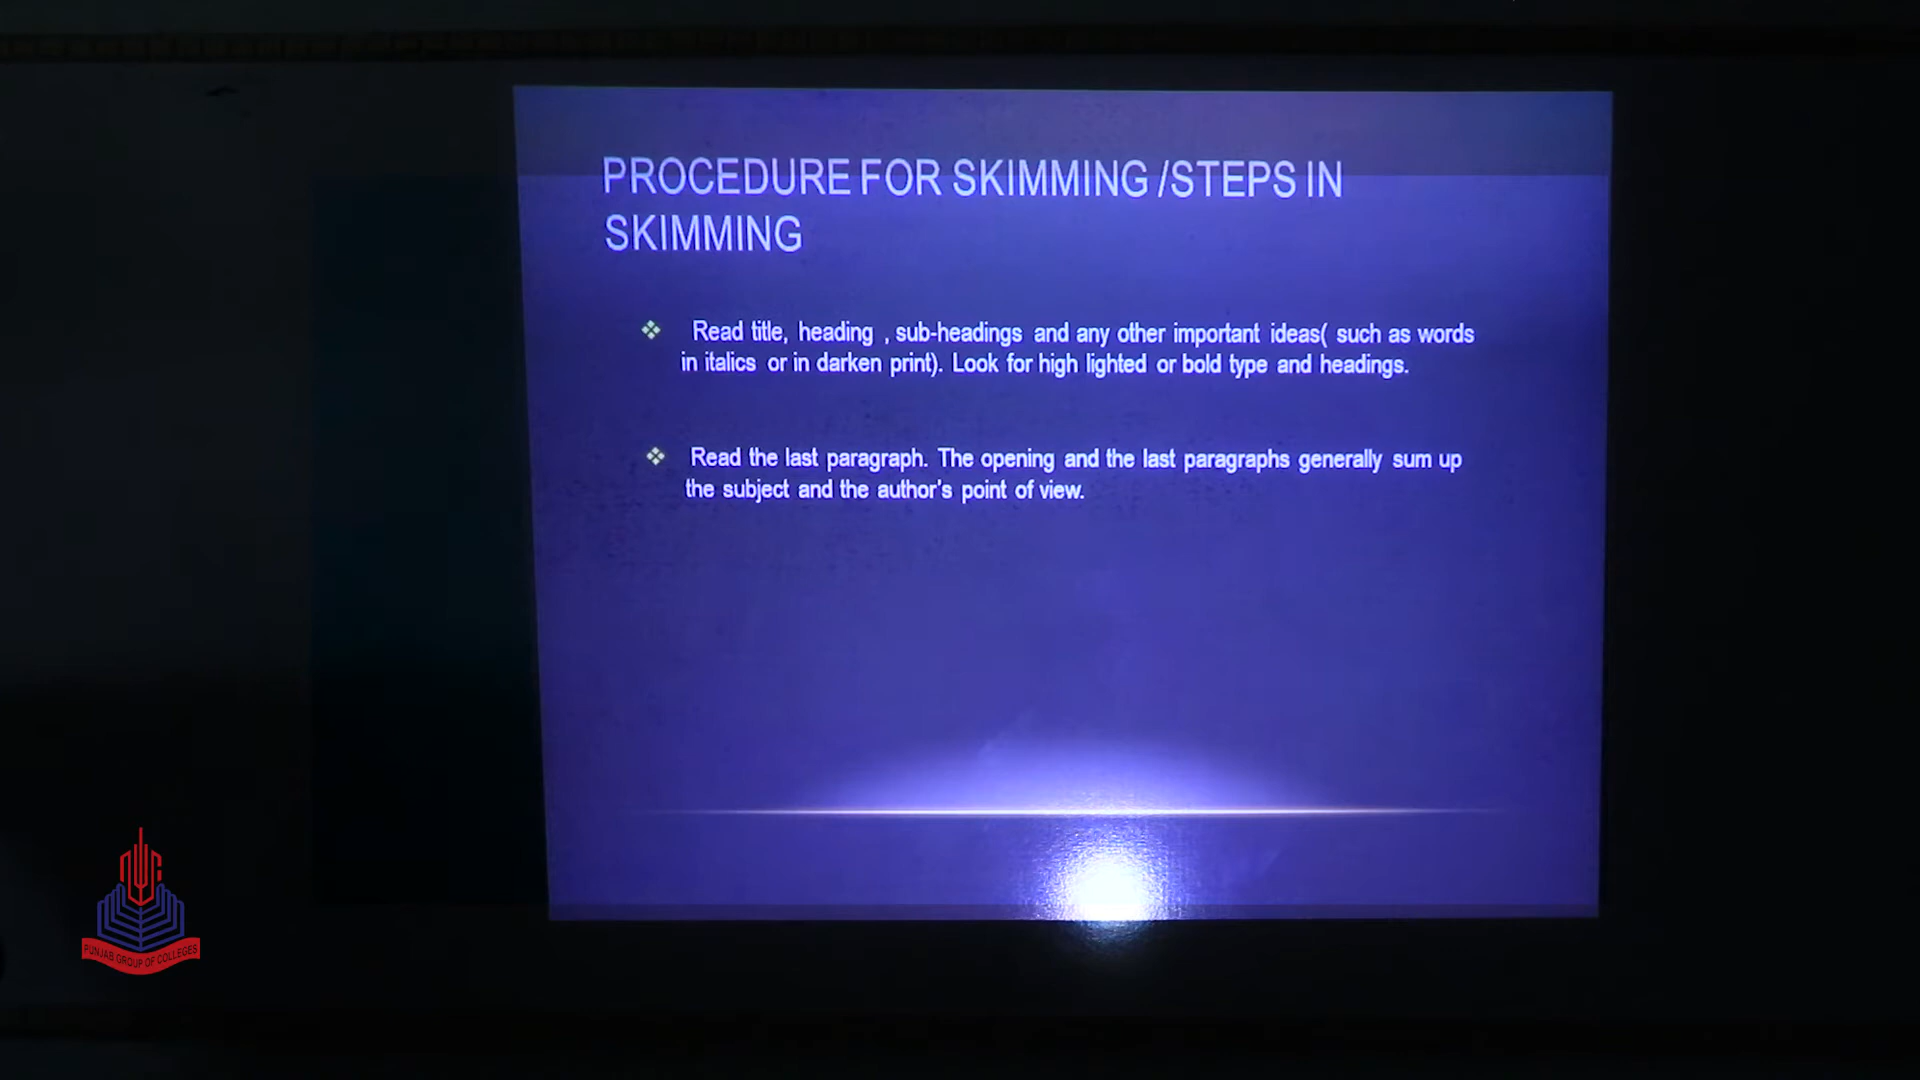 PROCEDURE FOR SKIMMING /STEPS IN
SKIMMING
❖ Read title, heading , sub-headings and any other important ideas( such as words
in italics or in darken print). Look for high lighted or bold type and headings.
❖ Read the last paragraph. The opening and the last paragraphs generally sum up
the subject and the author's point of view.
PUNJAB GROUP OF COLLEGES